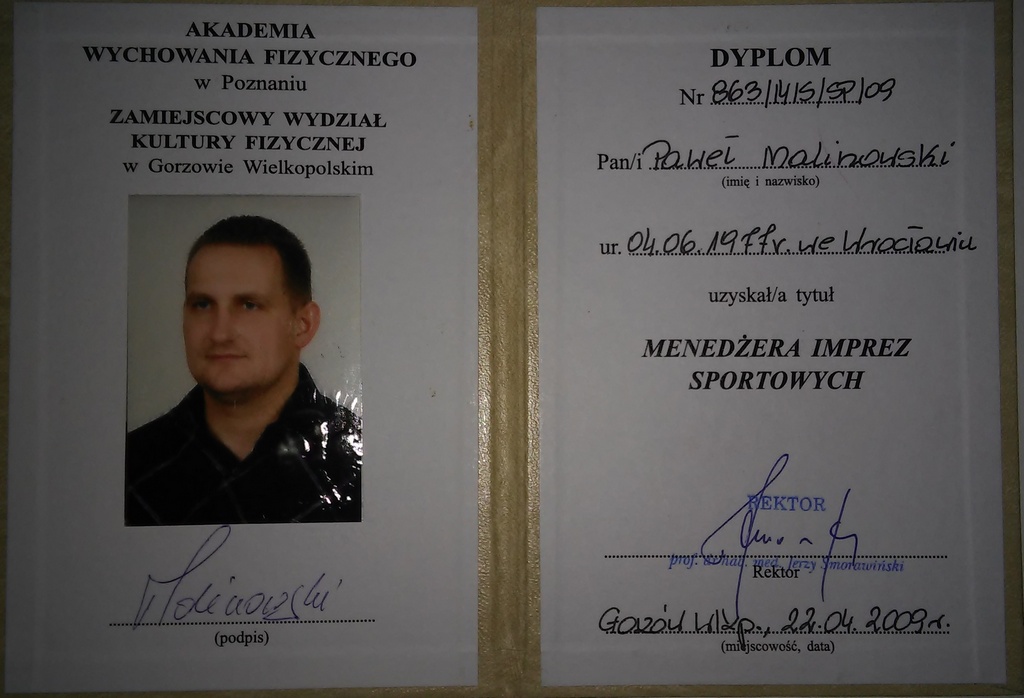 AKADEMIA
WYCHOWANIA FIZYCZNEGO
w Poznaniu
ZAMIEJSCOWY WYDZIAŁ
KULTURY FIZYCZNEJ
w Gorzowie Wielkopolskim
Malinowski
(podpis)
DYPLOM
Nr 863/14/S/SP/09
Pan/i Paweł Malinowski
(imię i nazwisko)
ur. 04.06.1977r. we Wrocławiu
uzyskał/a tytuł
MENEDŻERA IMPREZ
SPORTOWYCH
REKTOR
prof. dr hab. med. Jerzy Smorawiński
Rektor
Gorzów Wlkp., 22.04.2009r.
(miejscowość, data)